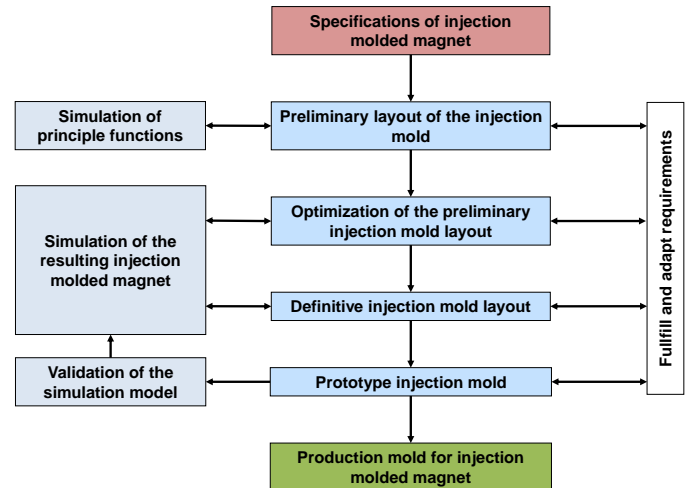 Specifications of injection
molded magnet
Simulation of
principle functions
Preliminary layout of the injection
mold
Optimization of the preliminary
injection mold layout
Simulation of the
resulting injection
molded magnet
Definitive injection mold layout
Validation of the
simulation model
Prototype injection mold
Production mold for injection
molded magnet
Fullfill and adapt requirements